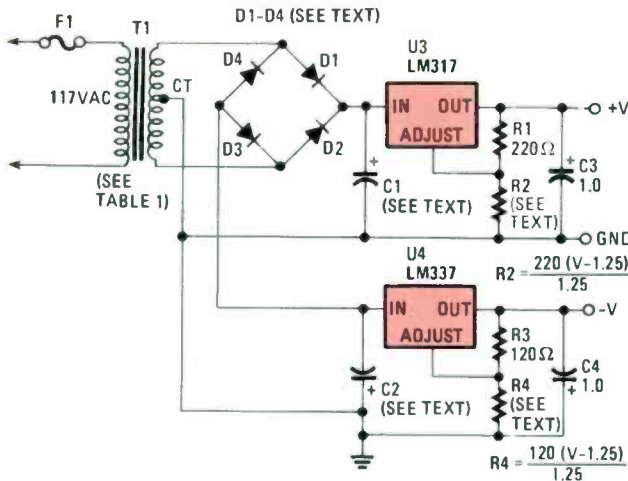 F1
T1
D1–D4 (SEE TEXT)
117VAC
CT
(SEE
TABLE 1)
D4
D1
D3
D2
U3
LM317
IN OUT
ADJUST
+
C1
(SEE TEXT)
R1
220Ω
R2
(SEE
TEXT)
+
C3
1.0
+V
GND
R2 = 220 (V-1.25)
1.25
U4
LM337
IN OUT
ADJUST
+
C2
(SEE TEXT)
R3
120Ω
R4
(SEE
TEXT)
+
C4
1.0
-V
R4 = 120 (V-1.25)
1.25